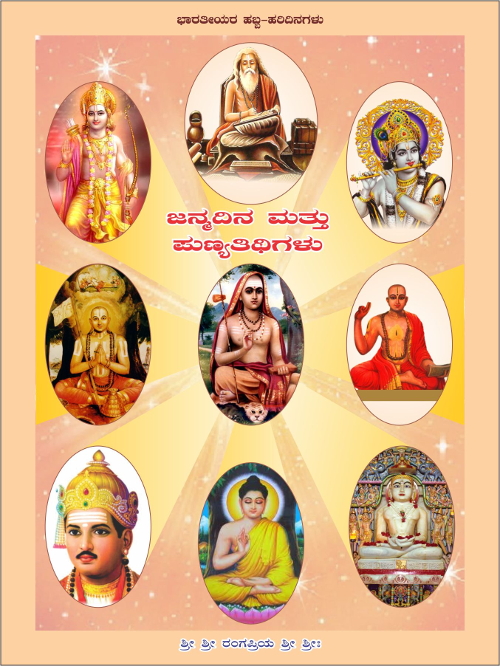 ಭಾರತೀಯರ ಹಬ್ಬ-ಹರಿದಿನಗಳು
ಜನ್ಮದಿನ ಮತ್ತು
ಪುಣ್ಯತಿಥಿಗಳು
ಶ್ರೀ ಶ್ರೀ ರಂಗಪ್ರಿಯ ಶ್ರೀ ಶ್ರೀಃ